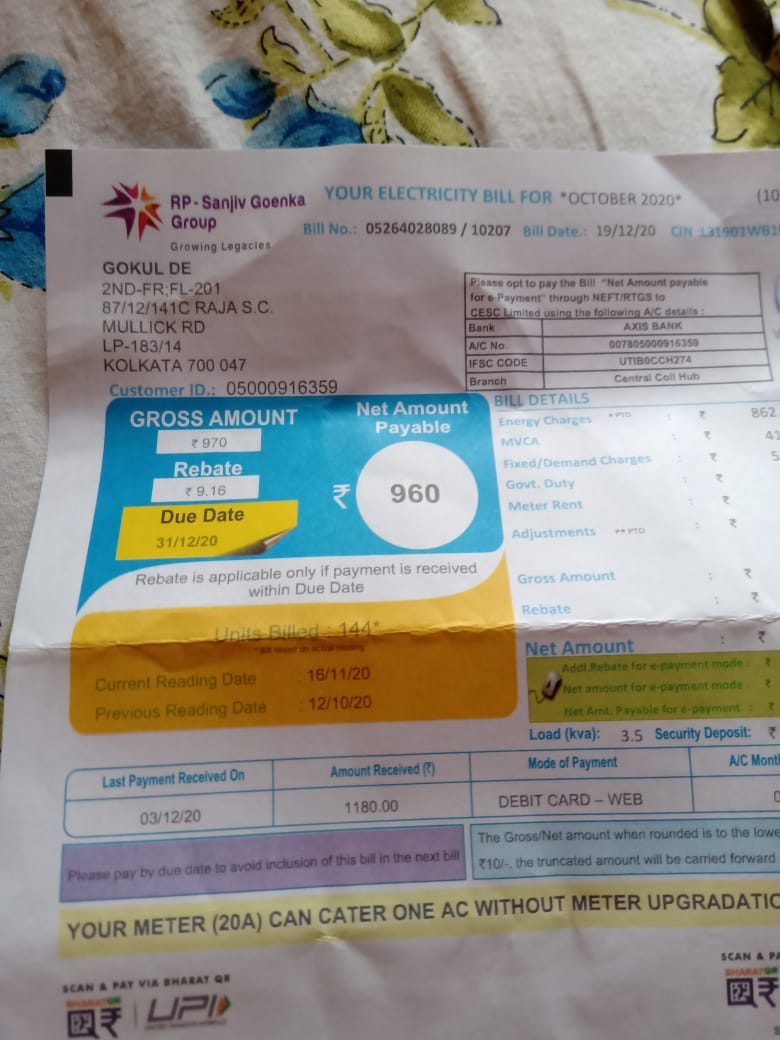 RP - Sanjiv Goenka
Group
Growing Legacies
YOUR ELECTRICITY BILL FOR *OCTOBER 2020* (10
Bill No.: 05264028089 / 10207 Bill Date.: 19/12/20 CIN :L31901WB1
GOKUL DE
2ND-FR;FL-201
87/12/141C RAJA S.C.
MULLICK RD
LP-183/14
KOLKATA 700 047
Customer ID.: 05000916359
Please opt to pay the Bill "Net Amount payable
for e-Payment" through NEFT/RTGS to
CESC Limited using the following A/C details :
Bank AXIS BANK
A/C No. 007805000916359
IFSC CODE UTIB0CCH274
Branch Central Coll Hub
GROSS AMOUNT
₹ 970
Rebate
₹ 9.16
Due Date
31/12/20
Net Amount
Payable
₹ 960
Rebate is applicable only if payment is received
within Due Date
Units Billed : 144*
* Bill raised on actual reading
Current Reading Date : 16/11/20
Previous Reading Date : 12/10/20
BILL DETAILS
Energy Charges *PTO : ₹ 862.
MVCA : ₹ 41
Fixed/Demand Charges : ₹ 5
Govt. Duty : ₹
Meter Rent : ₹
Adjustments ** PTO : ₹
Gross Amount : ₹
Rebate : ₹
Net Amount : ₹
Addl.Rebate for e-payment mode : ₹
Net amount for e-payment mode : ₹
Net Amt. Payable for e-payment : ₹
Load (kva): 3.5 Security Deposit: ₹
Last Payment Received On Amount Received (₹) Mode of Payment A/C Mont
03/12/20 1180.00 DEBIT CARD – WEB 0
Please pay by due date to avoid inclusion of this bill in the next bill
The Gross/Net amount when rounded is to the lowe
₹10/-, the truncated amount will be carried forward
YOUR METER (20A) CAN CATER ONE AC WITHOUT METER UPGRADATIO
SCAN & PAY VIA BHARAT QR
BHARATQR
UPI
SCAN & PA
BHARATQR